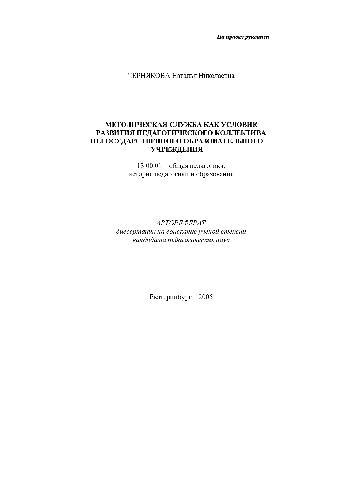 На правах рукописи
ЧЕРНЯКОВА Наталья Николаевна
МЕТОДИЧЕСКАЯ СЛУЖБА КАК УСЛОВИЕ
РАЗВИТИЯ ПЕДАГОГИЧЕСКОГО КОЛЛЕКТИВА
НЕГОСУДАРСТВЕННОГО ОБРАЗОВАТЕЛЬНОГО
УЧРЕЖДЕНИЯ
13.00.01 – общая педагогика,
история педагогики и образования
АВТОРЕФЕРАТ
диссертации на соискание ученой степени
кандидата педагогических наук
Екатеринбург – 2005